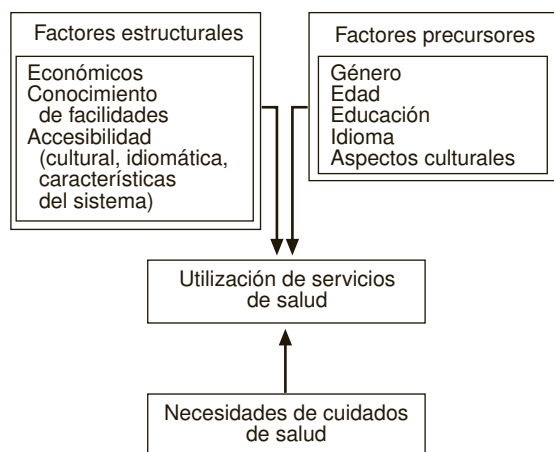 Factores estructurales
Económicos
Conocimiento
de facilidades
Accesibilidad
(cultural, idiomática,
características
del sistema)
Factores precursores
Género
Edad
Educación
Idioma
Aspectos culturales
Utilización de servicios
de salud
Necesidades de cuidados
de salud